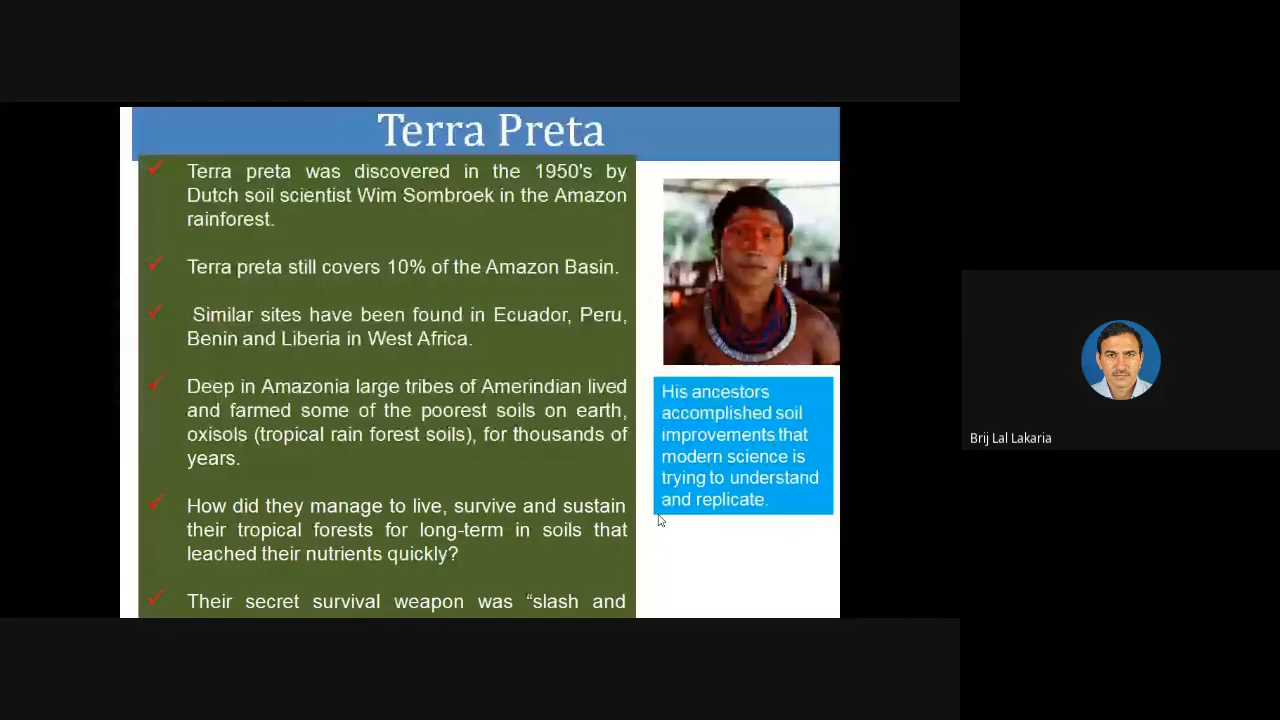 Terra Preta
Terra preta was discovered in the 1950's by
Dutch soil scientist Wim Sombroek in the Amazon
rainforest.
Terra preta still covers 10% of the Amazon Basin.
Similar sites have been found in Ecuador, Peru,
Benin and Liberia in West Africa.
Deep in Amazonia large tribes of Amerindian lived
and farmed some of the poorest soils on earth,
oxisols (tropical rain forest soils), for thousands of
years.
How did they manage to live, survive and sustain
their tropical forests for long-term in soils that
leached their nutrients quickly?
Their secret survival weapon was “slash and
His ancestors
accomplished soil
improvements that
modern science is
trying to understand
and replicate.
Brij Lal Lakaria